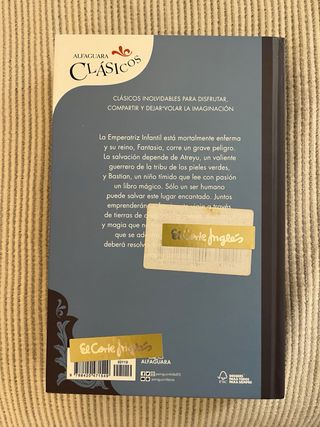 ALFAGUARA
CLÁSICOS
CLÁSICOS INOLVIDABLES PARA DISFRUTAR,
COMPARTIR Y DEJAR VOLAR LA IMAGINACIÓN
La Emperatriz Infantil está mortalmente enferma
y su reino, Fantasia, corre un grave peligro.
La salvación depende de Atreyu, un valiente
guerrero de la tribu de los pieles verdes,
y Bastian, un niño tímido que lee con pasión
un libro mágico. Sólo un ser humano
puede salvar este lugar encantado. Juntos
emprenderán
de tierras de
y magia que
que se
deberá
El Corte Inglés
El Corte Inglés
ALFAGUARA
FSC